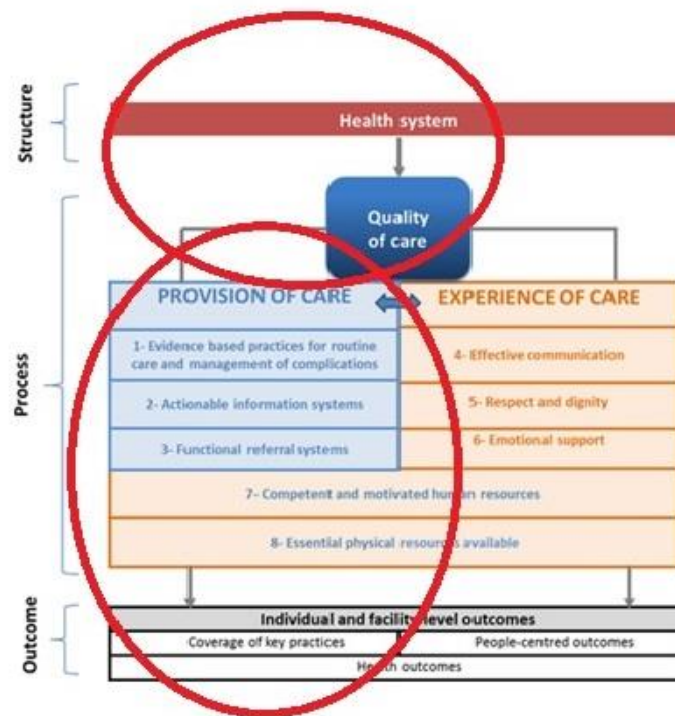 Structure
Health system
Process
Quality
of care
PROVISION OF CARE
EXPERIENCE OF CARE
1- Evidence based practices for routine
care and management of complications
4- Effective communication
2- Actionable information systems
5- Respect and dignity
3- Functional referral systems
6- Emotional support
7- Competent and motivated human resources
8- Essential physical resources available
Outcome
Individual and facility-level outcomes
Coverage of key practices
People-centred outcomes
Health outcomes